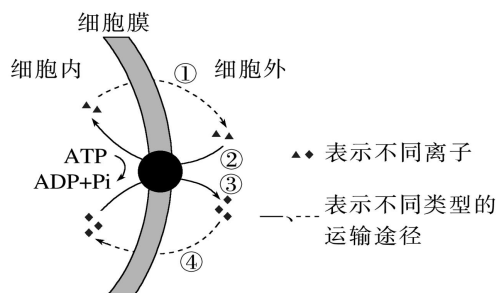 细胞膜
细胞内
①
细胞外
ATP
ADP+Pi
②
③
④
▲◆表示不同离子
表示不同类型的
运输途径